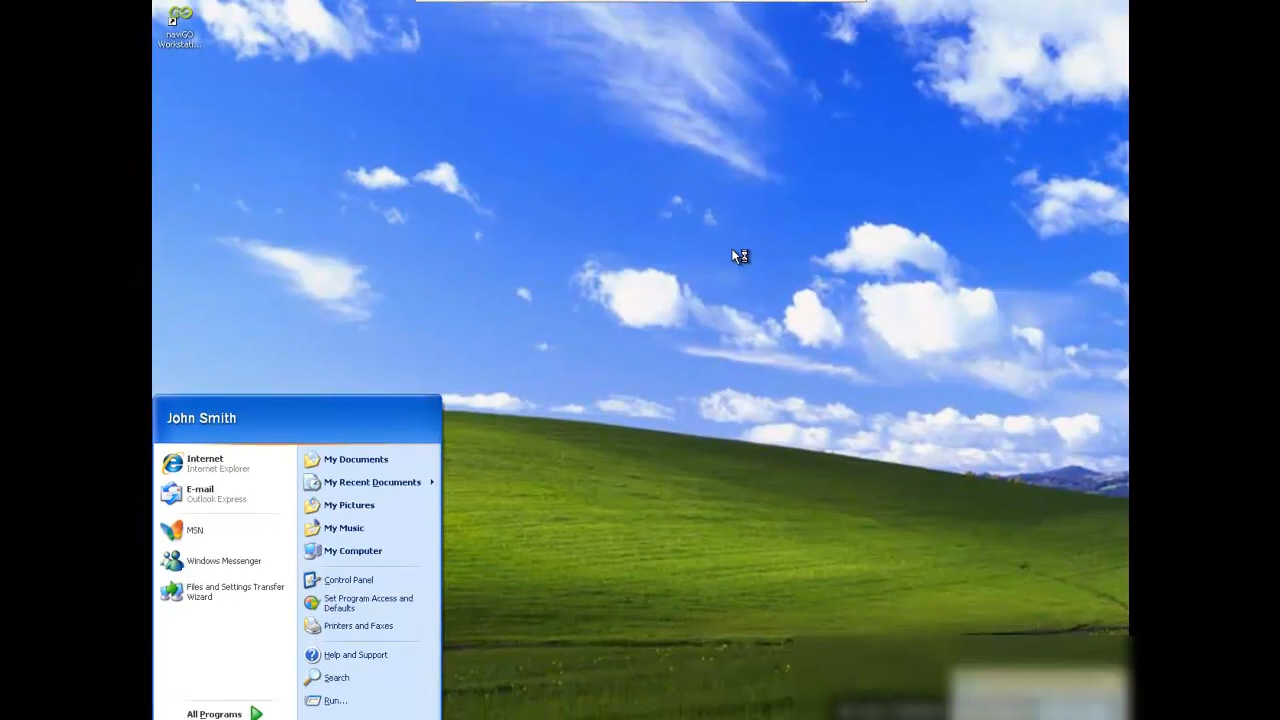 naviGO
Workstati...
John Smith
Internet
Internet Explorer
E-mail
Outlook Express
MSN
Windows Messenger
Files and Settings Transfer
Wizard
All Programs
My Documents
My Recent Documents
My Pictures
My Music
My Computer
Control Panel
Set Program Access and
Defaults
Printers and Faxes
Help and Support
Search
Run...